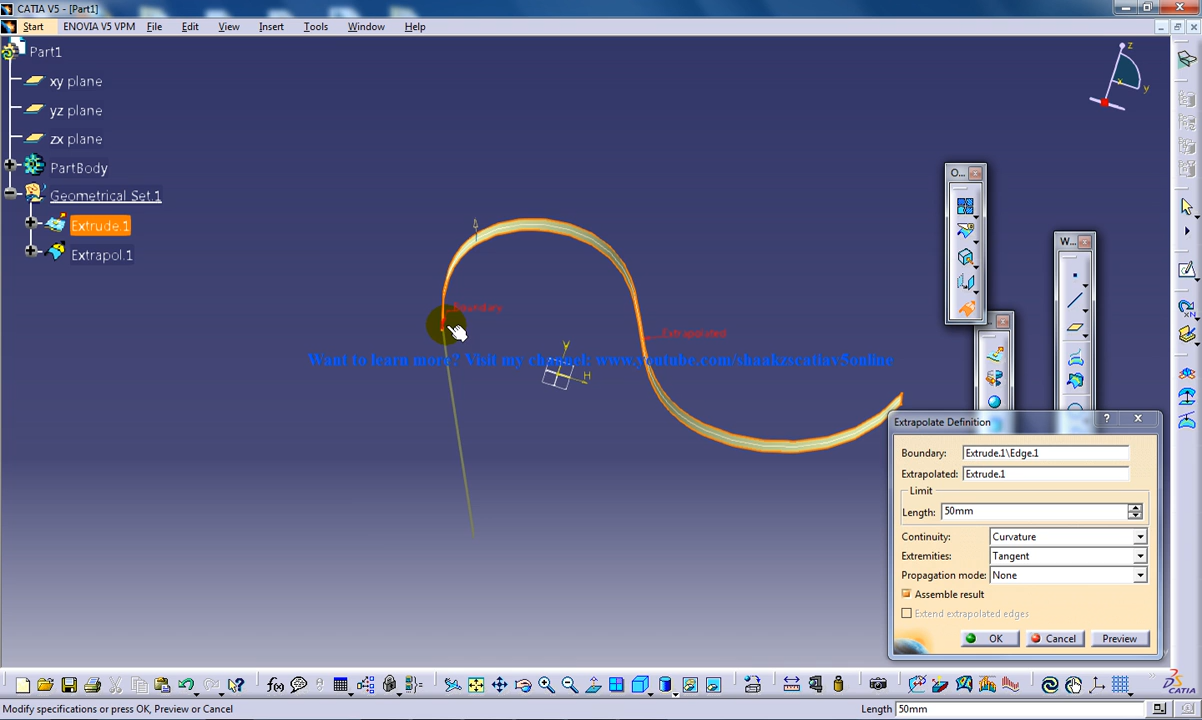 CATIA V5 - [Part1]
Start ENOVIA V5 VPM File Edit Insert View Tools Window Help
Part1
xy plane
yz plane
zx plane
PartBody
Geometrical Set.1
Extrude.1
Extrapol.1
z
y
O...
W...
Boundary
Extrapolated
y
H
Want to learn more? Visit my channel: www.youtube.com/shaakzscatiav5online
Extrapolate Definition ?
Boundary: Extrude.1\Edge.1
Extrapolated: Extrude.1
Limit
Length: 50mm
Continuity: Curvature
Extremities: Tangent
Propagation mode: None
Assemble result
Extend extrapolated edges
OK Cancel Preview
f(x)
CATIA
Modify specifications or press OK, Preview or Cancel Length 50mm